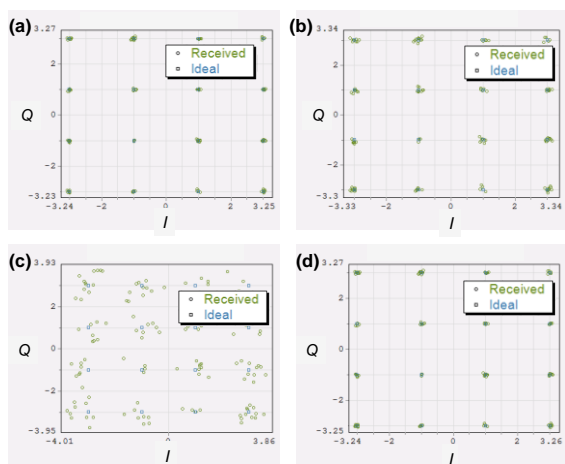 (a)
3.27
2
0
-2
-3.23
Q
Received
Ideal
-3.24 -2 0 2 3.25
I
(b)
3.34
2
0
-2
-3.3
Q
Received
Ideal
-3.33 -2 0 2 3.34
I
(c)
3.93
2
0
-2
-3.95
Q
Received
Ideal
-4.01 0 3.86
I
(d)
3.27
2
0
-2
-3.25
Q
Received
Ideal
-3.24 -2 0 2 3.26
I